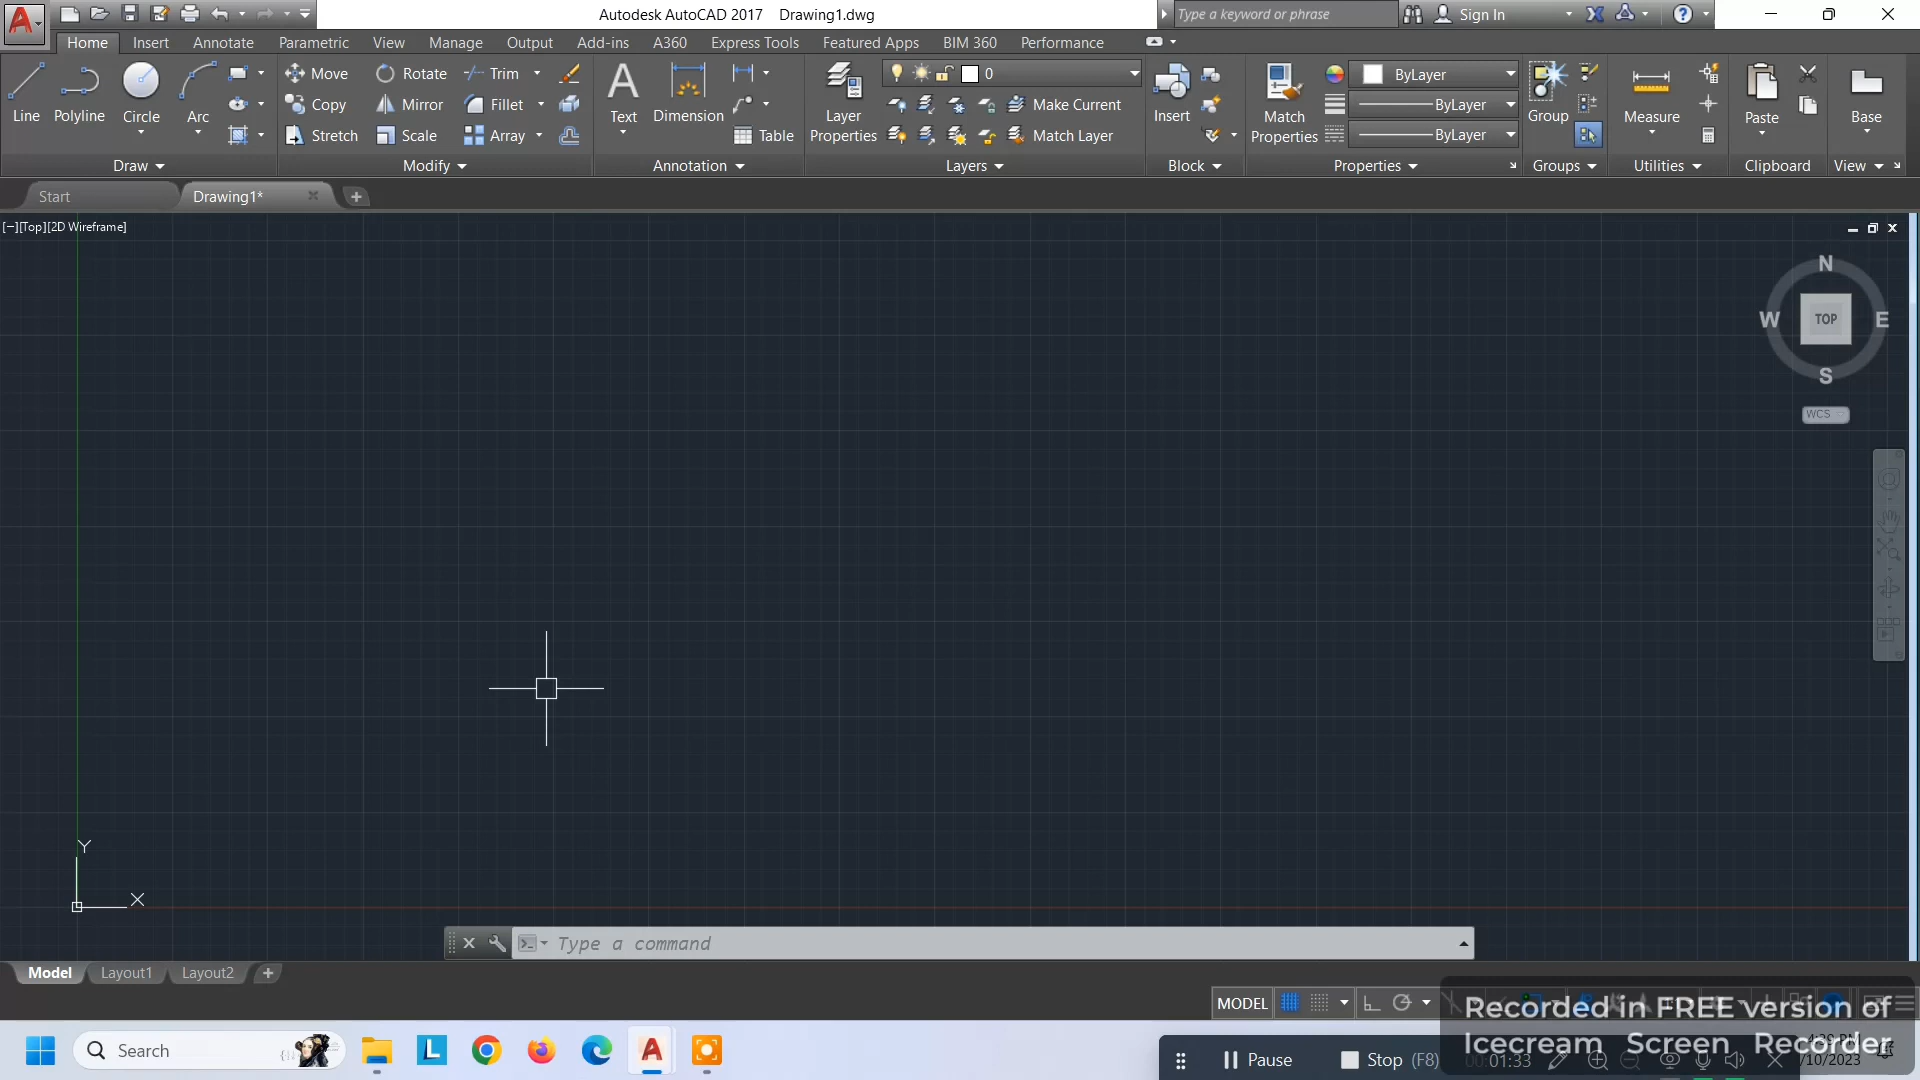 Autodesk AutoCAD 2017 Drawing1.dwg
Type a keyword or phrase
Sign In
Home Insert Annotate Parametric View Manage Output Add-ins A360 Express Tools Featured Apps BIM 360 Performance
Line Polyline Circle Arc
Move Rotate Trim
Copy Mirror Fillet
Stretch Scale Array
Text Dimension Table
Layer Properties
0
Make Current
Match Layer
Insert
Match Properties
ByLayer
ByLayer
ByLayer
Group
Measure
Paste
Base
Draw Modify Annotation Layers Block Properties Groups Utilities Clipboard View
Start Drawing1*
[−][Top][2D Wireframe]
N
W TOP E
S
WCS
Y
X
Type a command
Model Layout1 Layout2
MODEL
Recorded in FREE version of
Icecream Screen Recorder
Search
L
Pause Stop (F8) 01:33
/10/2023